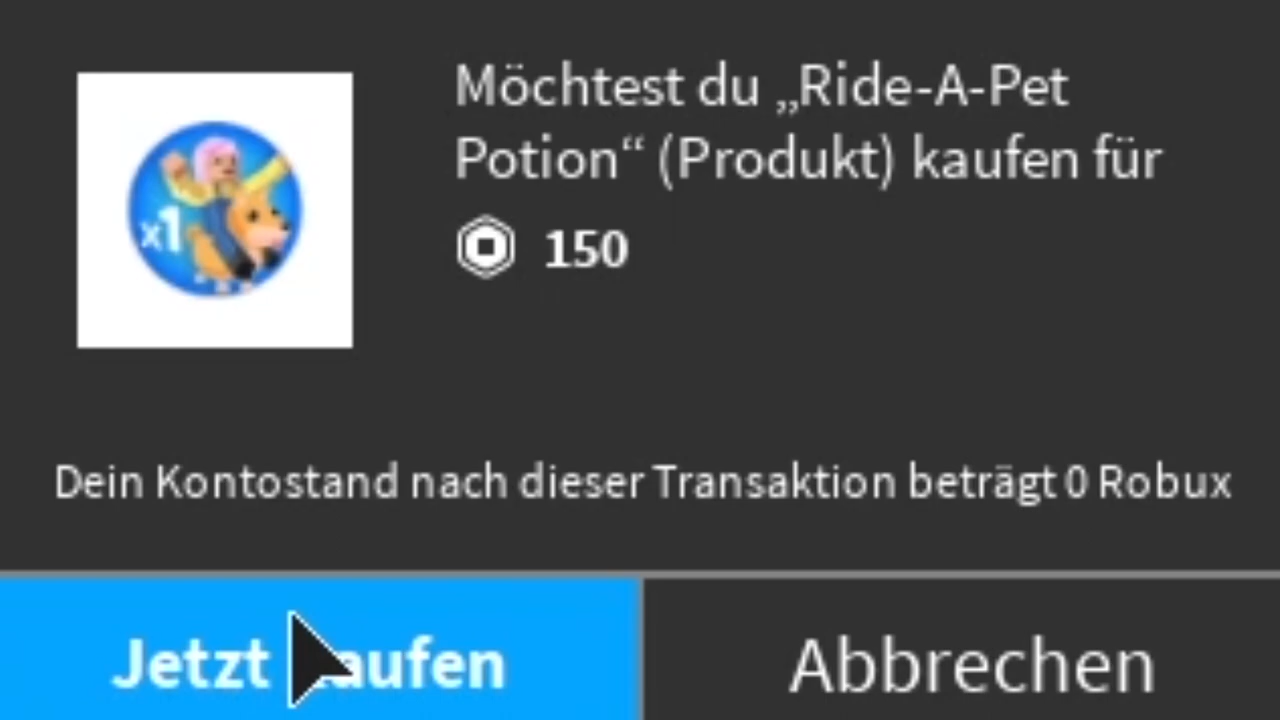 Möchtest du „Ride-A-Pet
Potion“ (Produkt) kaufen für
150
x1
Dein Kontostand nach dieser Transaktion beträgt 0 Robux
Jetzt kaufen
Abbrechen